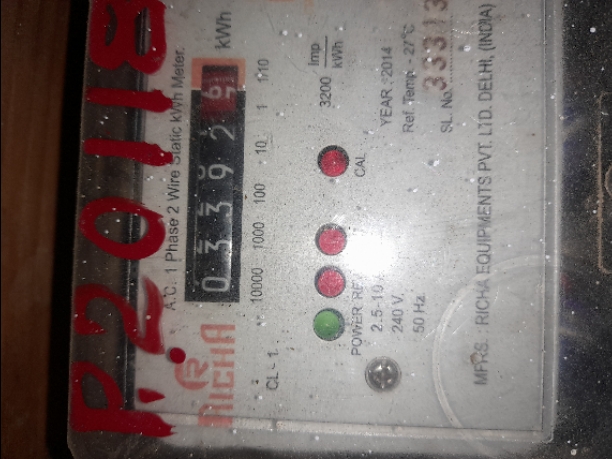 P.20118
A.C. 1 Phase 2 Wire Static kWh Meter.
RICHA
03392 kWh
10000 1000 100 10 1 1/10
CL - 1.
3200 Imp/kWh
POWER REV CAL
2.5-10
240 V.
50 Hz
YEAR : 2014
Ref. Temp. - 27°C
SL. No. 33313
MFRS. : RICHA EQUIPMENTS PVT. LTD. DELHI, (INDIA)